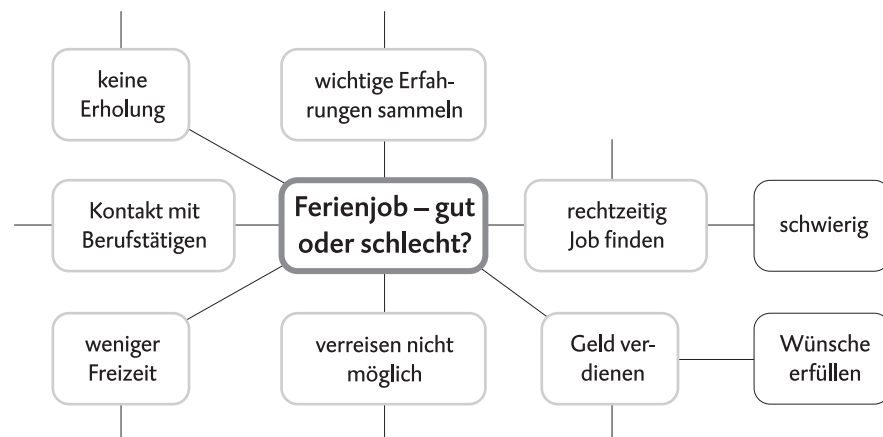 keine
Erholung
wichtige Erfah-
rungen sammeln
Kontakt mit
Berufstätigen
Ferienjob – gut
oder schlecht?
rechtzeitig
Job finden
schwierig
weniger
Freizeit
verreisen nicht
möglich
Geld ver-
dienen
Wünsche
erfüllen